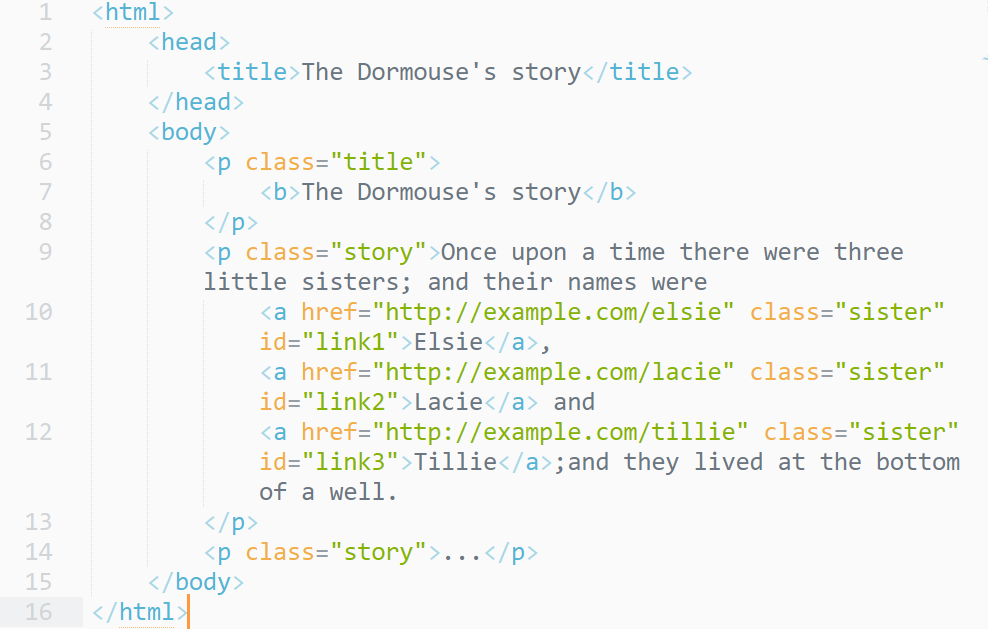 1 <html>
2 <head>
3 <title>The Dormouse's story</title>
4 </head>
5 <body>
6 <p class="title">
7 <b>The Dormouse's story</b>
8 </p>
9 <p class="story">Once upon a time there were three
little sisters; and their names were
10 <a href="http://example.com/elsie" class="sister"
id="link1">Elsie</a>,
11 <a href="http://example.com/lacie" class="sister"
id="link2">Lacie</a> and
12 <a href="http://example.com/tillie" class="sister"
id="link3">Tillie</a>;and they lived at the bottom
of a well.
13 </p>
14 <p class="story">...</p>
15 </body>
16 </html>